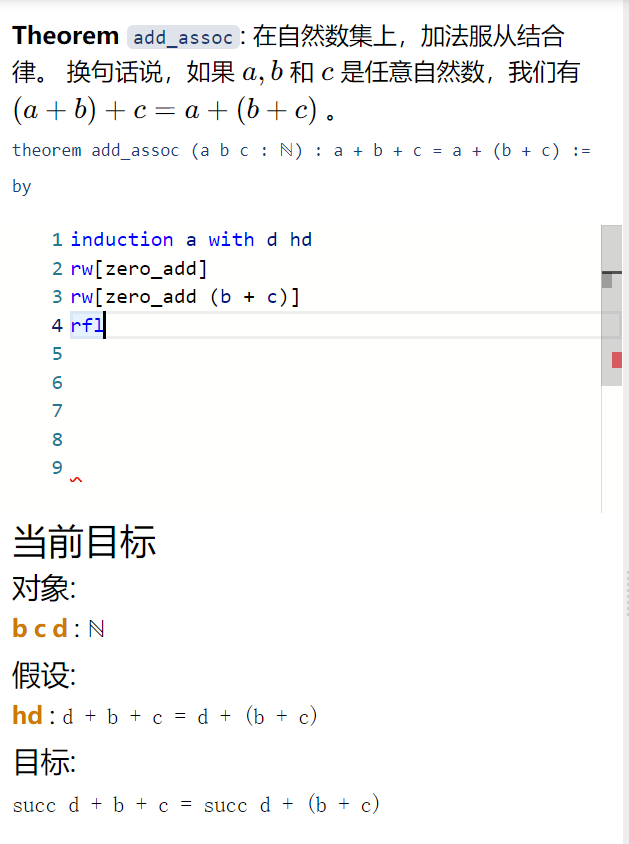 Theorem add_assoc: 在自然数集上，加法服从结合
律。 换句话说，如果 a, b 和 c 是任意自然数，我们有
(a + b) + c = a + (b + c) 。
theorem add_assoc (a b c : ℕ) : a + b + c = a + (b + c) :=
by
1 induction a with d hd
2 rw[zero_add]
3 rw[zero_add (b + c)]
4 rfl
5
6
7
8
9
当前目标
对象:
b c d : ℕ
假设:
hd : d + b + c = d + (b + c)
目标:
succ d + b + c = succ d + (b + c)